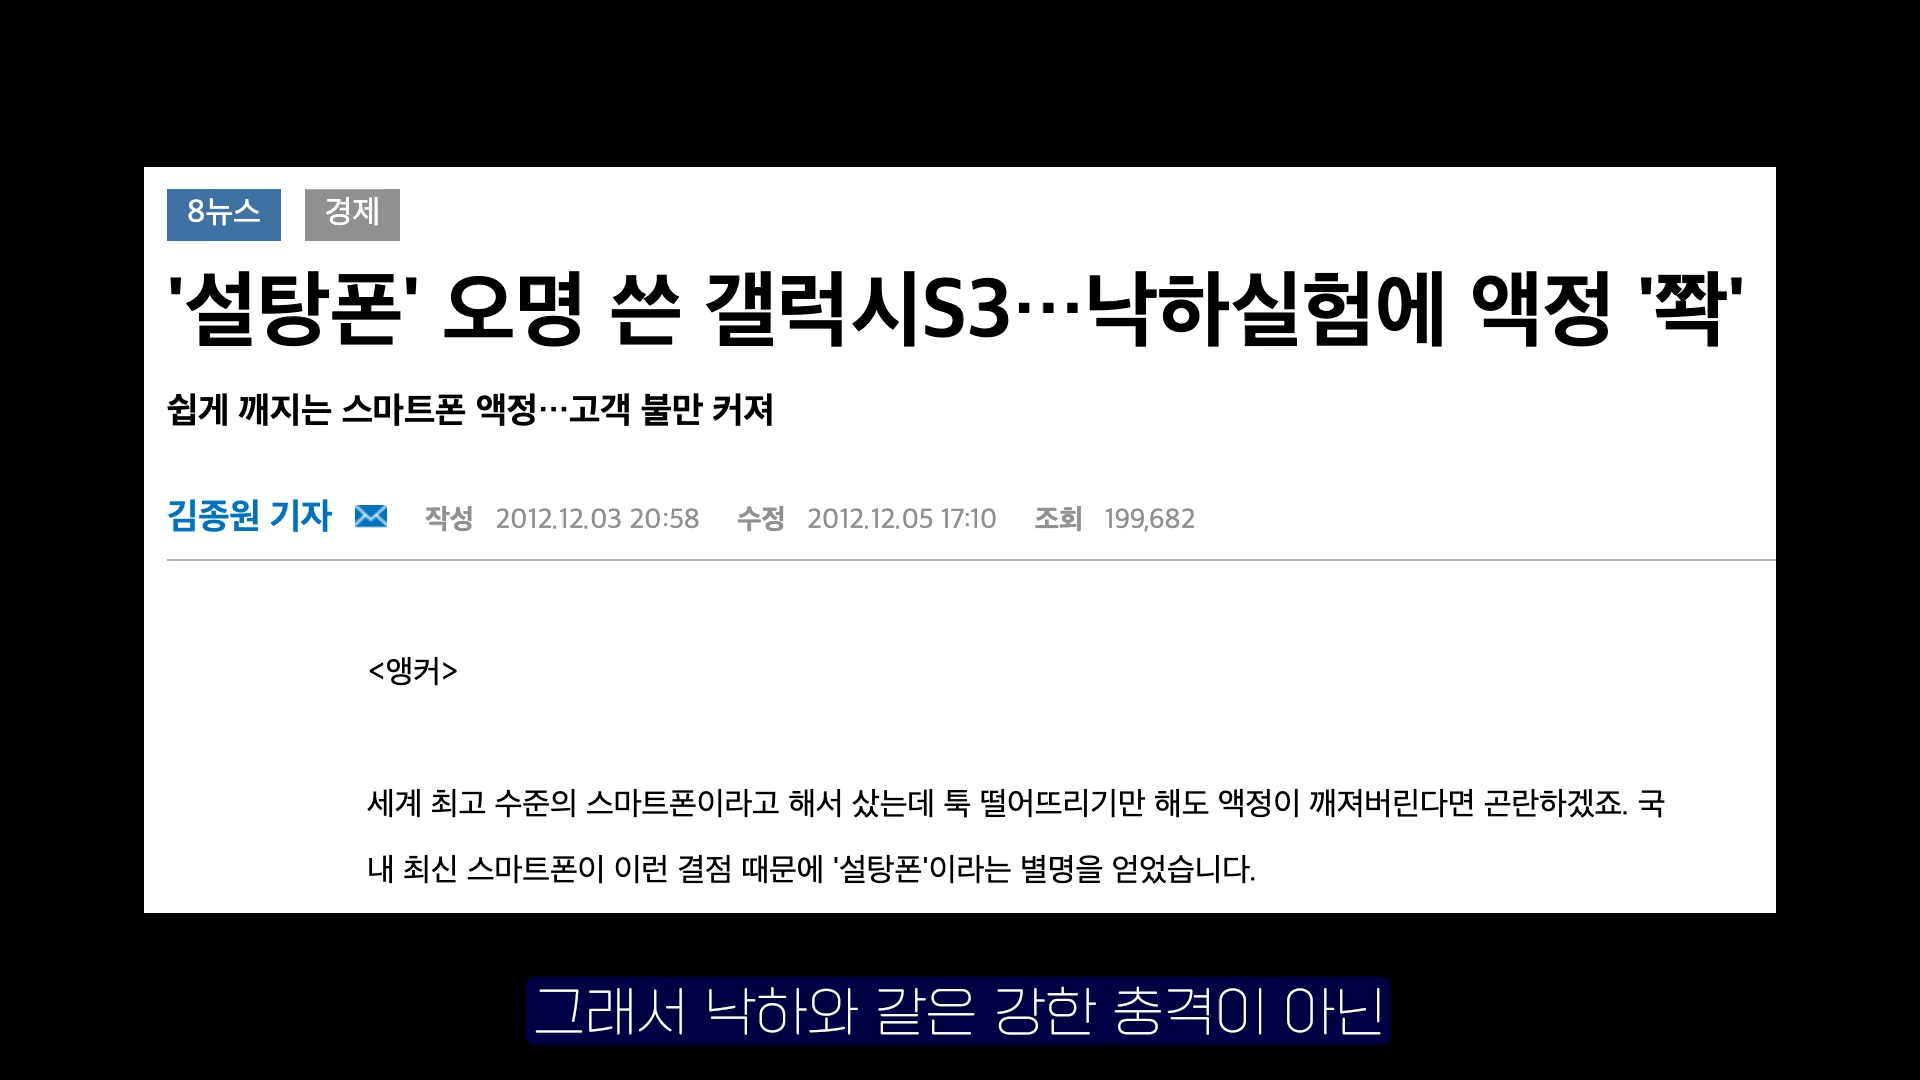 8뉴스 경제
'설탕폰' 오명 쓴 갤럭시S3…낙하실험에 액정 '쫙'
쉽게 깨지는 스마트폰 액정…고객 불만 커져
김종원 기자 작성 2012.12.03 20:58 수정 2012.12.05 17:10 조회 199,682
<앵커>
세계 최고 수준의 스마트폰이라고 해서 샀는데 툭 떨어뜨리기만 해도 액정이 깨져버린다면 곤란하겠죠. 국
내 최신 스마트폰이 이런 결점 때문에 '설탕폰'이라는 별명을 얻었습니다.
그래서 낙하와 같은 강한 충격이 아닌